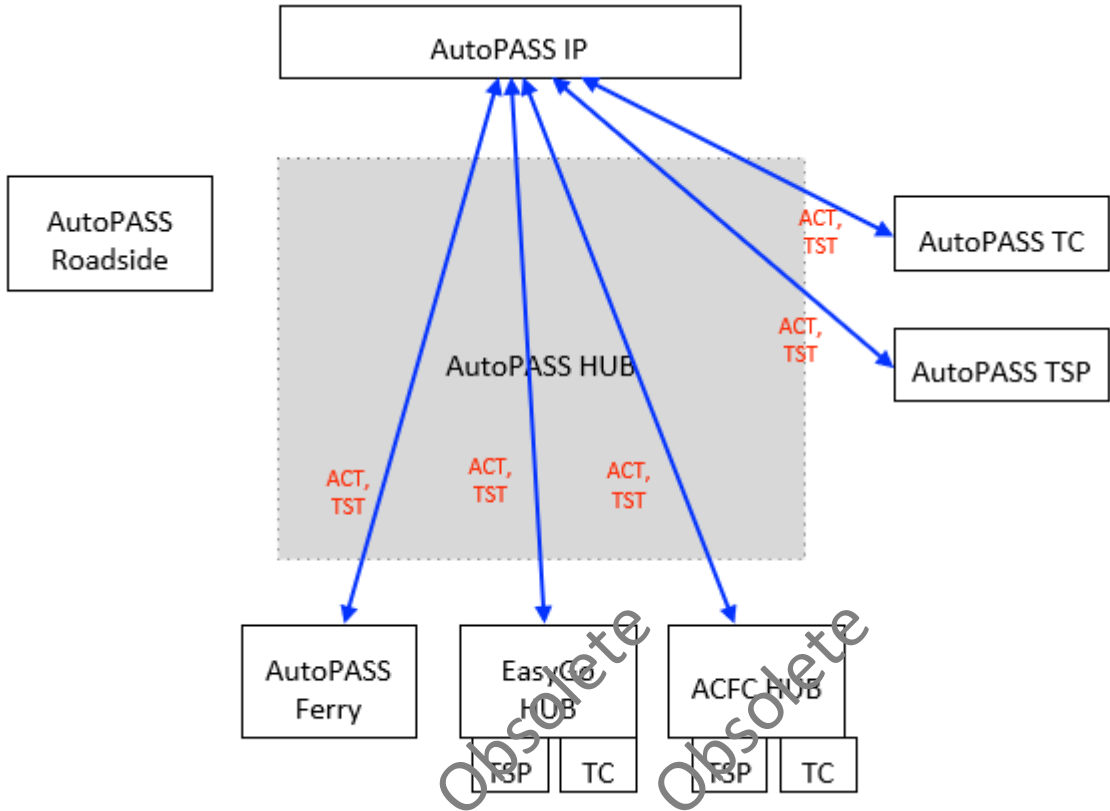 AutoPASS IP
AutoPASS
Roadside
ACT,
TST
AutoPASS TC
ACT,
TST
AutoPASS TSP
AutoPASS HUB
ACT,
TST
ACT,
TST
ACT,
TST
AutoPASS
Ferry
EasyGo
HUB
Obsolete
TSP
TC
ACFC HUB
Obsolete
TSP
TC